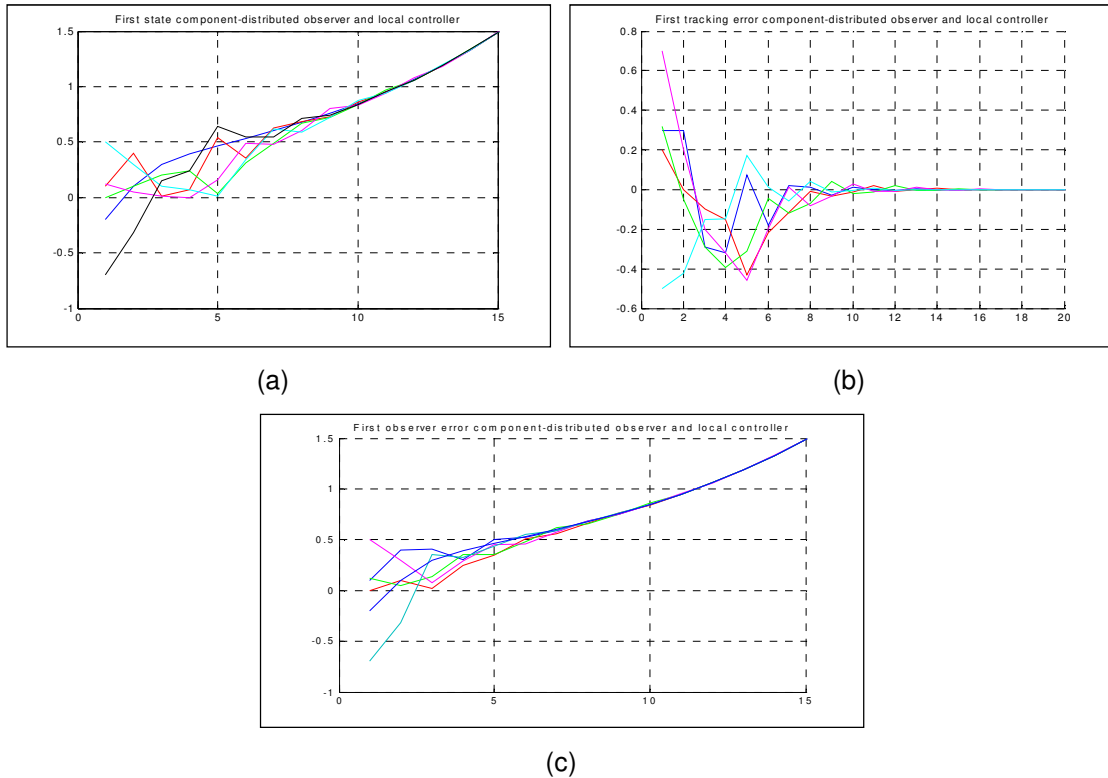 First state component-distributed observer and local controller
1.5
1
0.5
0
-0.5
-1
0 5 10 15
(a)
First tracking error component-distributed observer and local controller
0.8
0.6
0.4
0.2
0
-0.2
-0.4
-0.6
0 2 4 6 8 10 12 14 16 18 20
(b)
First observer error component-distributed observer and local controller
1.5
1
0.5
0
-0.5
-1
0 5 10 15
(c)